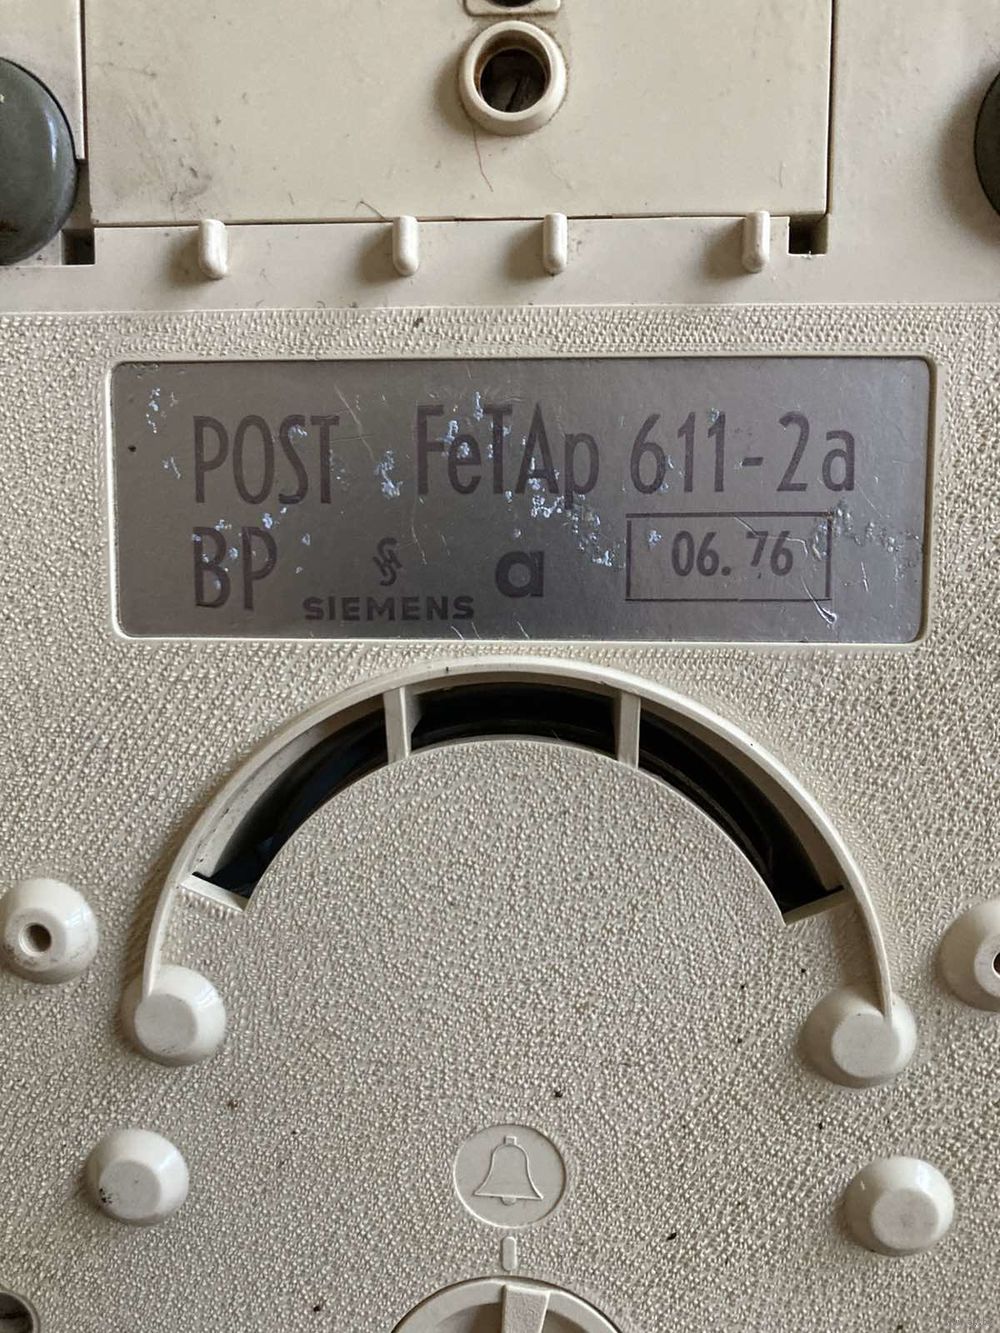 POST FeTAp 611-2a
BP SIEMENS a 06. 76